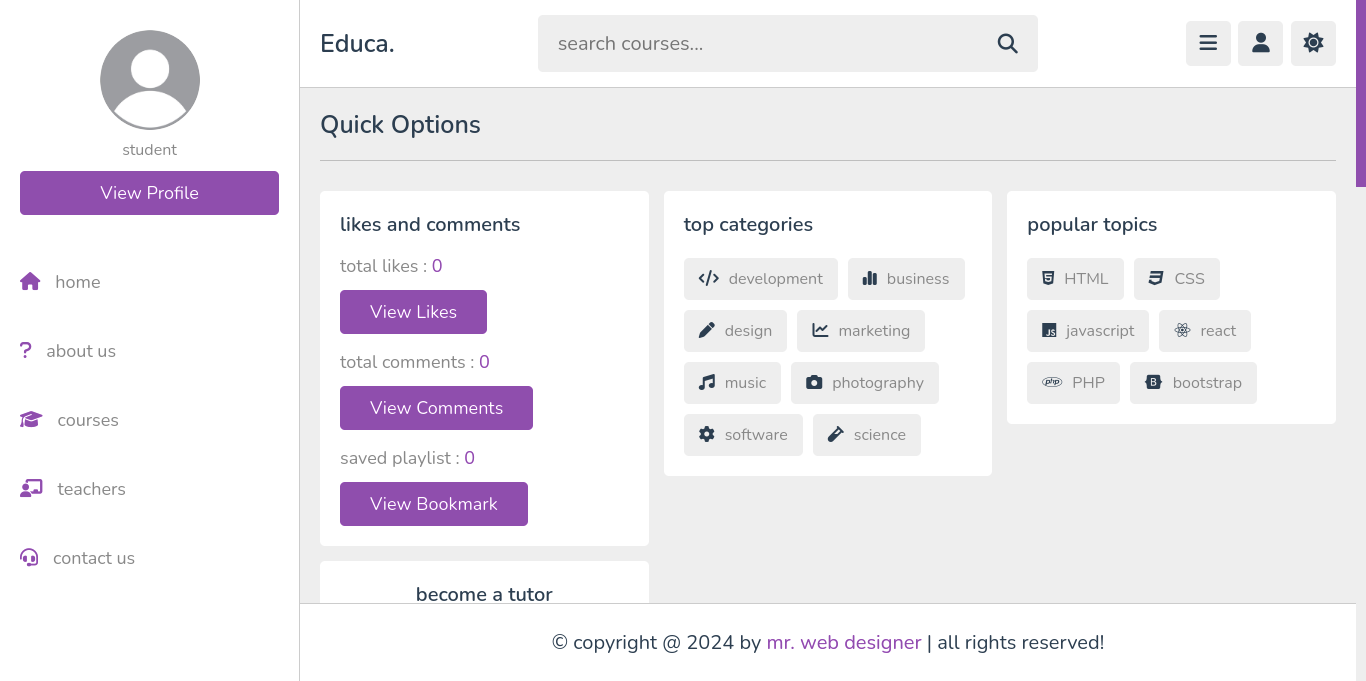 student
View Profile
home
about us
courses
teachers
contact us
Educa.
search courses...
Quick Options
likes and comments
total likes : 0
View Likes
total comments : 0
View Comments
saved playlist : 0
View Bookmark
become a tutor
top categories
development business
design marketing
music photography
software science
popular topics
HTML CSS
javascript react
PHP bootstrap
© copyright @ 2024 by mr. web designer | all rights reserved!